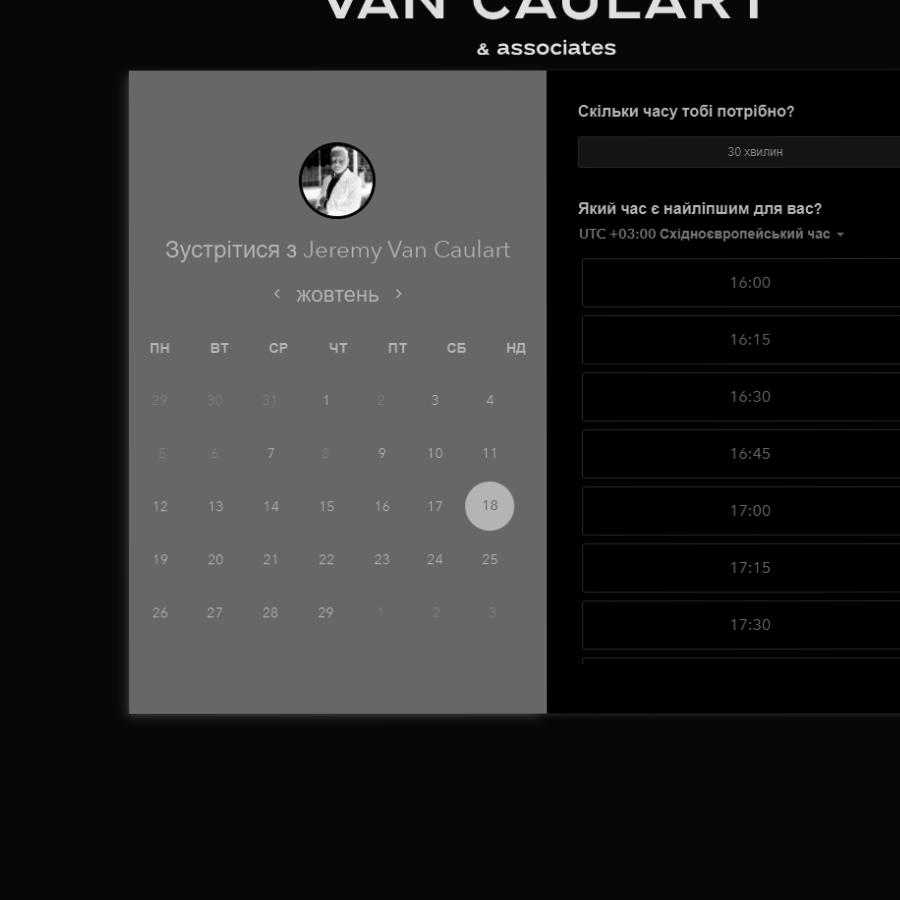 VAN CAULART
& associates
Зустрітися з Jeremy Van Caulart
жовтень
ПН ВТ СР ЧТ ПТ СБ НД
29 30 31 1 2 3 4
5 6 7 8 9 10 11
12 13 14 15 16 17 18
19 20 21 22 23 24 25
26 27 28 29 1 2 3
Скільки часу тобі потрібно?
30 хвилин
Який час є найліпшим для вас?
UTC +03:00 Східноєвропейський час
16:00
16:15
16:30
16:45
17:00
17:15
17:30